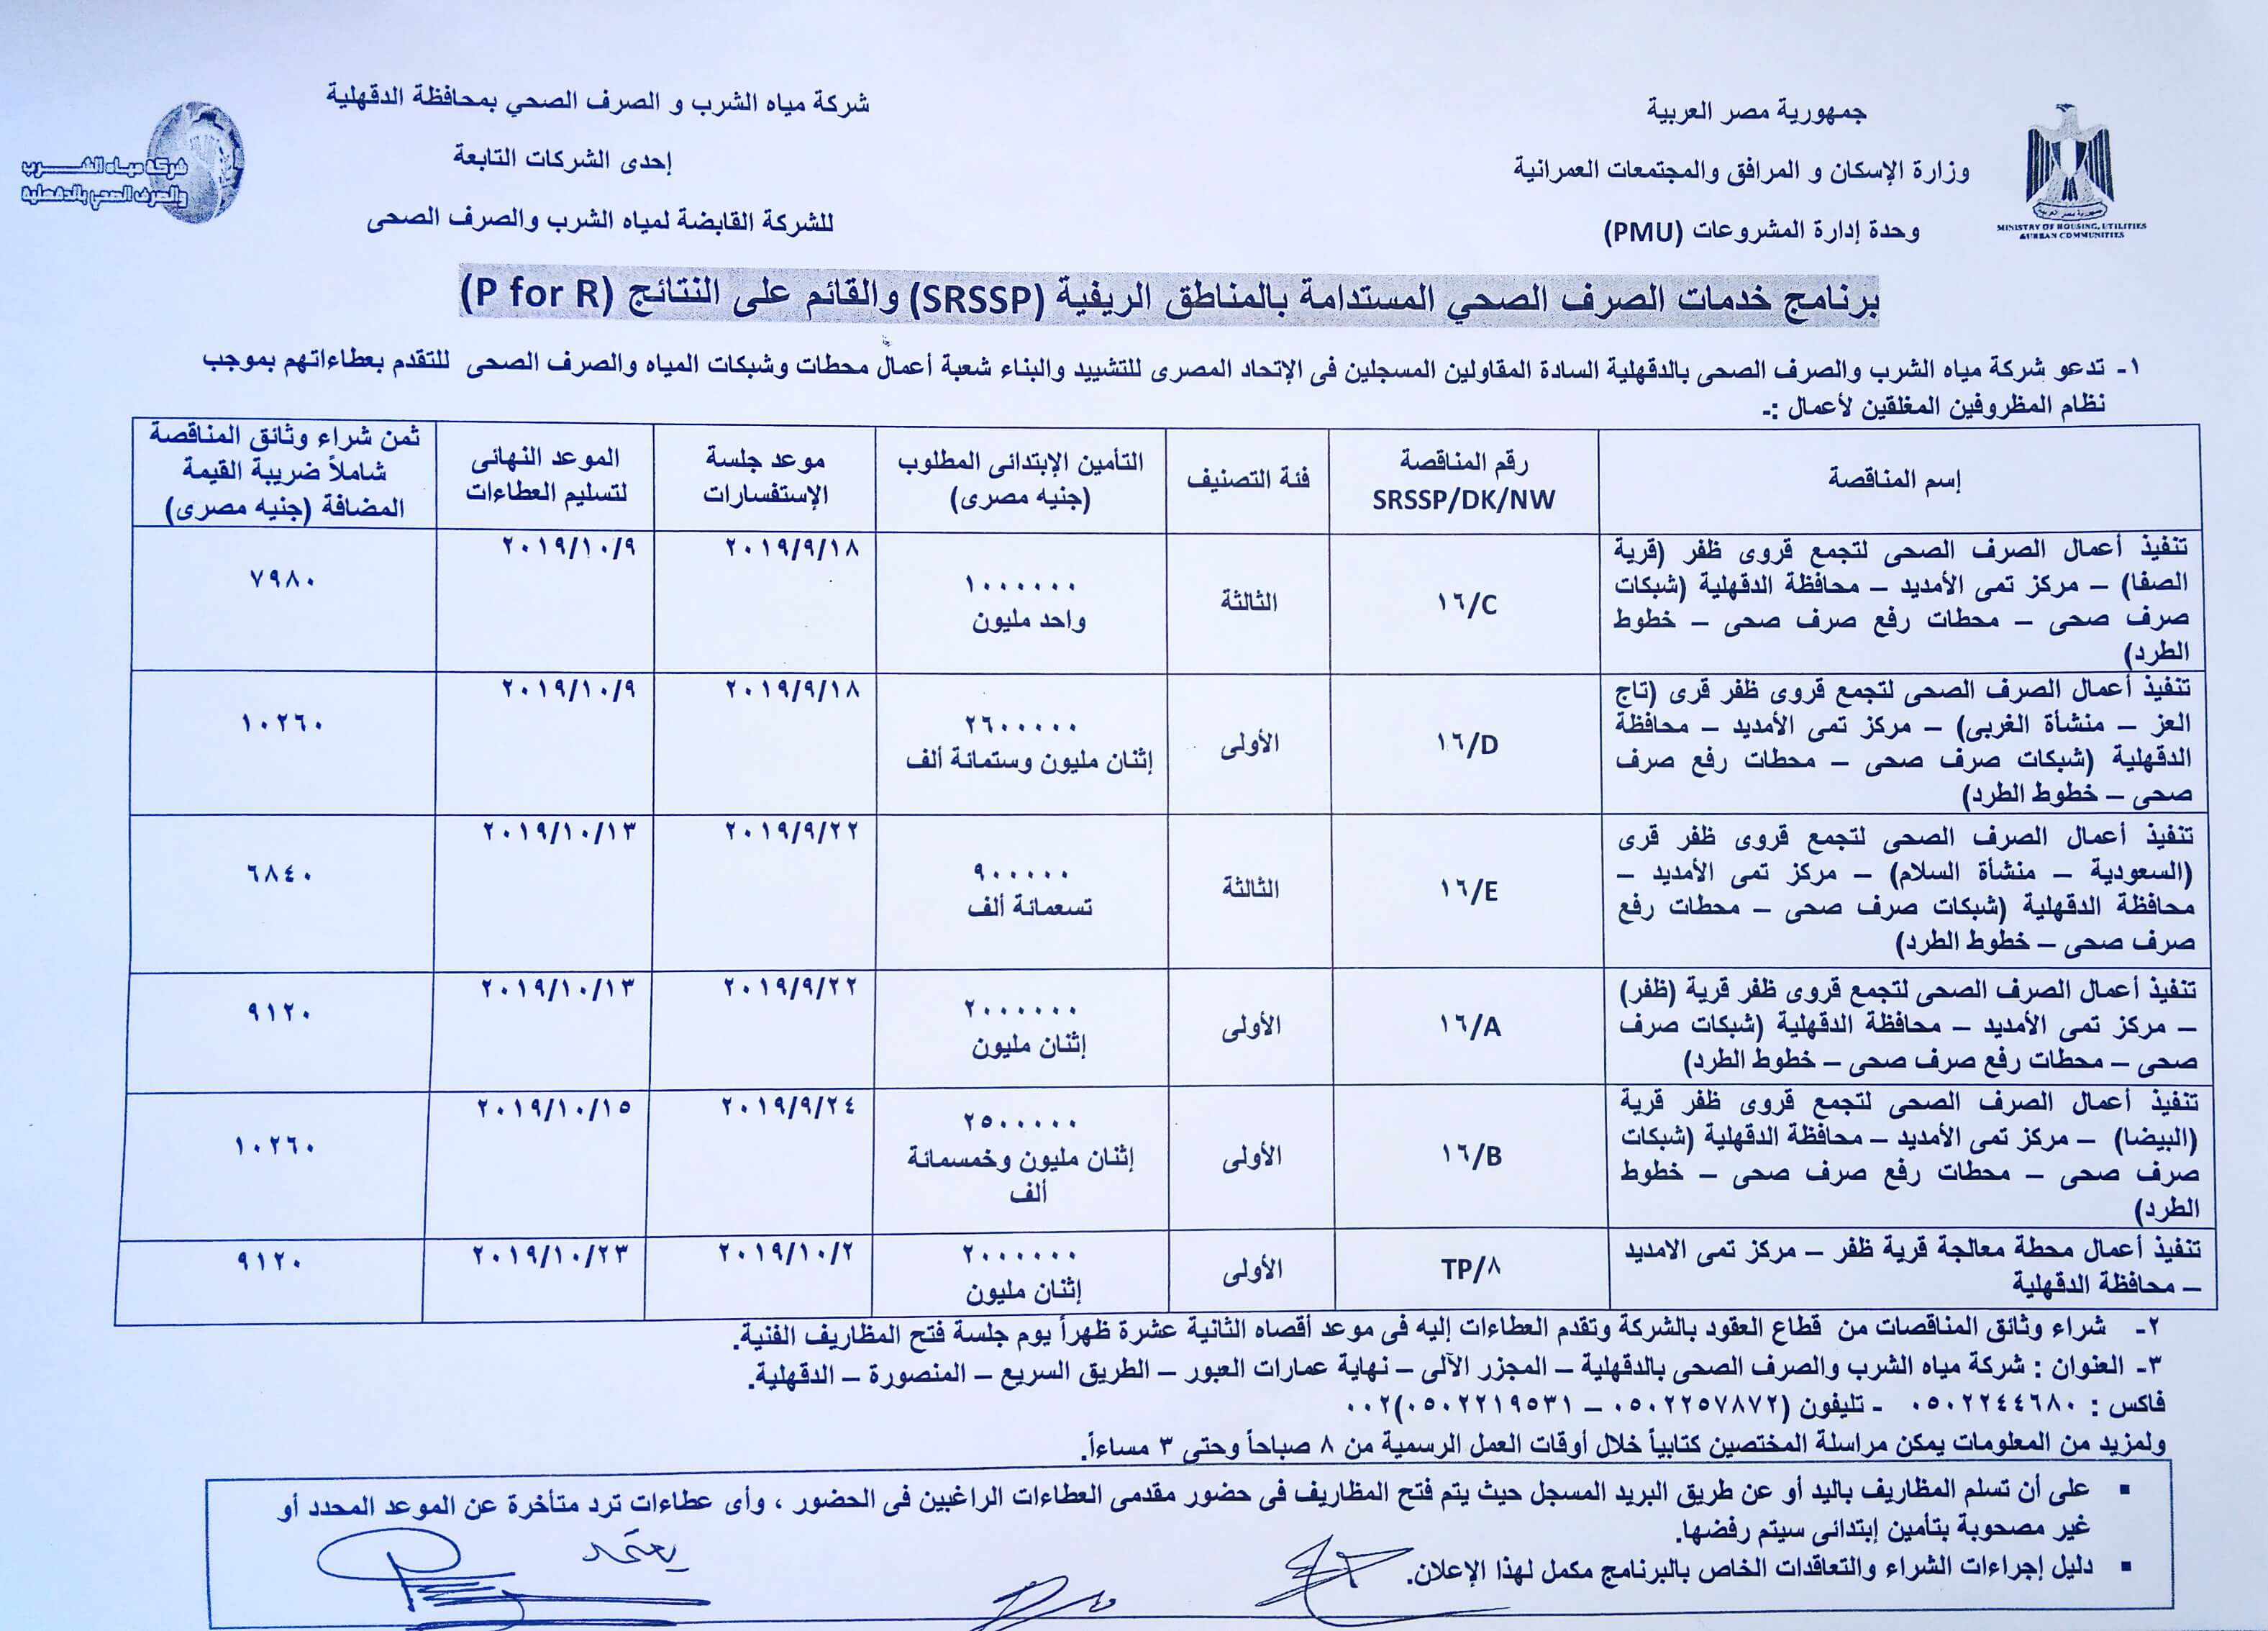 جمهورية مصر العربية
وزارة الإسكان و المرافق والمجتمعات العمرانية
وحدة إدارة المشروعات (PMU)
MINISTRY OF HOUSING, UTILITIES
&URBAN COMMUNITIES
شركة مياه الشرب و الصرف الصحي بمحافظة الدقهلية
إحدى الشركات التابعة
للشركة القابضة لمياه الشرب والصرف الصحى
شركة مياه الشرب
والصرف الصحي بالدقهلية
برنامج خدمات الصرف الصحي المستدامة بالمناطق الريفية (SRSSP) والقائم على النتائج (P for R)
١- تدعو شركة مياه الشرب والصرف الصحى بالدقهلية السادة المقاولين المسجلين فى الإتحاد المصرى للتشييد والبناء شعبة أعمال محطات وشبكات المياه والصرف الصحى للتقدم بعطاءاتهم بموجب
نظام المظروفين المغلقين لأعمال :-
إسم المناقصة
رقم المناقصة
SRSSP/DK/NW
فئة التصنيف
التأمين الإبتدائى المطلوب
(جنيه مصرى)
موعد جلسة
الإستفسارات
الموعد النهائى
لتسليم العطاءات
ثمن شراء وثائق المناقصة
شاملاً ضريبة القيمة
المضافة (جنيه مصرى)
تنفيذ أعمال الصرف الصحى لتجمع قروى ظفر (قرية
الصفا) – مركز تمى الأمديد – محافظة الدقهلية (شبكات
صرف صحى – محطات رفع صرف صحى – خطوط
الطرد)
١٦/C
الثالثة
١٠٠٠٠٠٠
واحد مليون
٢٠١٩/٩/١٨
٢٠١٩/١٠/٩
٧٩٨٠
تنفيذ أعمال الصرف الصحى لتجمع قروى ظفر قرى (تاج
العز – منشأة الغربى) – مركز تمى الأمديد – محافظة
الدقهلية (شبكات صرف صحى – محطات رفع صرف
صحى – خطوط الطرد)
١٦/D
الأولى
٢٦٠٠٠٠٠
إثنان مليون وستمائة ألف
٢٠١٩/٩/١٨
٢٠١٩/١٠/٩
١٠٢٦٠
تنفيذ أعمال الصرف الصحى لتجمع قروى ظفر قرى
(السعودية – منشأة السلام) – مركز تمى الأمديد –
محافظة الدقهلية (شبكات صرف صحى – محطات رفع
صرف صحى – خطوط الطرد)
١٦/E
الثالثة
٩٠٠٠٠٠
تسعمائة ألف
٢٠١٩/٩/٢٢
٢٠١٩/١٠/١٣
٦٨٤٠
تنفيذ أعمال الصرف الصحى لتجمع قروى ظفر قرية (ظفر)
– مركز تمى الأمديد – محافظة الدقهلية (شبكات صرف
صحى – محطات رفع صرف صحى – خطوط الطرد)
١٦/A
الأولى
٢٠٠٠٠٠٠
إثنان مليون
٢٠١٩/٩/٢٢
٢٠١٩/١٠/١٣
٩١٢٠
تنفيذ أعمال الصرف الصحى لتجمع قروى ظفر قرية
(البيضا) – مركز تمى الأمديد – محافظة الدقهلية (شبكات
صرف صحى – محطات رفع صرف صحى – خطوط
الطرد)
١٦/B
الأولى
٢٥٠٠٠٠٠
إثنان مليون وخمسمائة
ألف
٢٠١٩/٩/٢٤
٢٠١٩/١٠/١٥
١٠٢٦٠
تنفيذ أعمال محطة معالجة قرية ظفر – مركز تمى الامديد
– محافظة الدقهلية
TP/٨
الأولى
٢٠٠٠٠٠٠
إثنان مليون
٢٠١٩/١٠/٢
٢٠١٩/١٠/٢٣
٩١٢٠
٢- شراء وثائق المناقصات من قطاع العقود بالشركة وتقدم العطاءات إليه فى موعد أقصاه الثانية عشرة ظهراً يوم جلسة فتح المظاريف الفنية.
٣- العنوان : شركة مياه الشرب والصرف الصحى بالدقهلية – المجزر الآلى – نهاية عمارات العبور – الطريق السريع – المنصورة – الدقهلية.
فاكس : ٠٥٠٢٢٤٤٦٨٠ - تليفون (٠٥٠٢٢٥٧٨٧٢ – ٠٥٠٢٢١٩٥٣١)٠٠٢
ولمزيد من المعلومات يمكن مراسلة المختصين كتابياً خلال أوقات العمل الرسمية من ٨ صباحاً وحتى ٣ مساءاً.
▪ على أن تسلم المظاريف باليد أو عن طريق البريد المسجل حيث يتم فتح المظاريف فى حضور مقدمى العطاءات الراغبين فى الحضور ، وأى عطاءات ترد متأخرة عن الموعد المحدد أو
غير مصحوبة بتأمين إبتدائى سيتم رفضها.
▪ دليل إجراءات الشراء والتعاقدات الخاص بالبرنامج مكمل لهذا الإعلان.
يعتمد